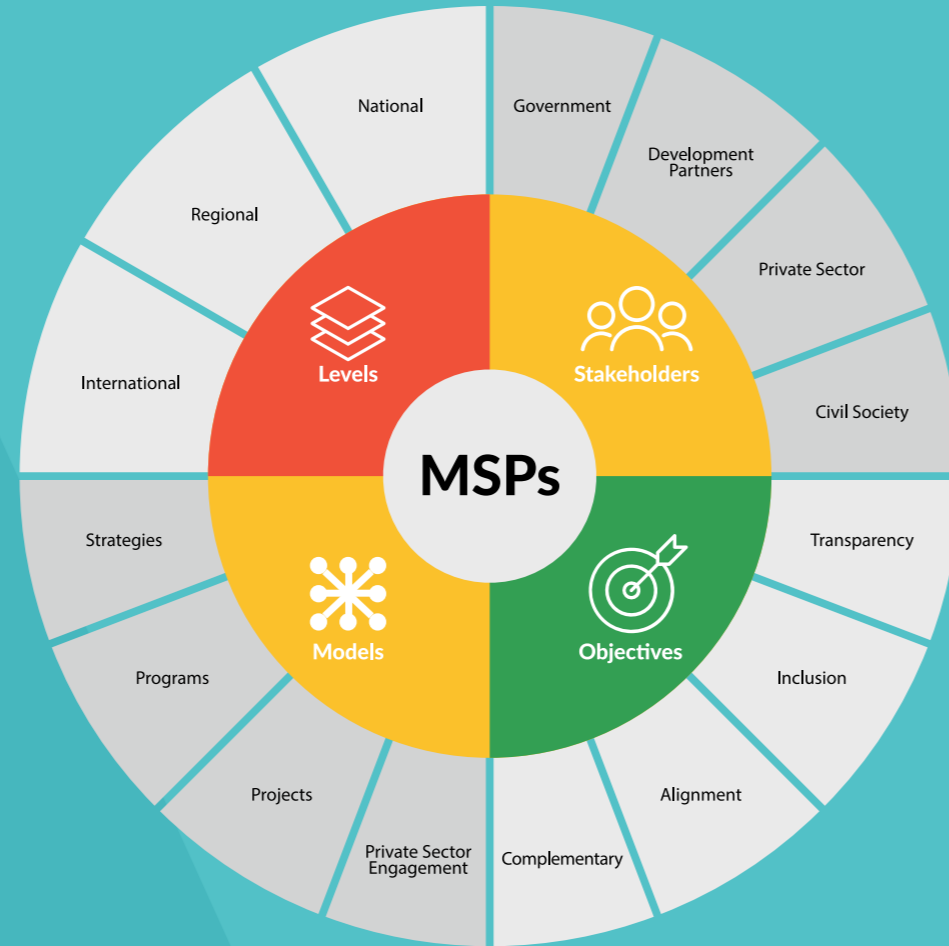 National
Government
Development
Partners
Regional
Private Sector
Levels
Stakeholders
International
Civil Society
MSPs
Strategies
Transparency
Models
Objectives
Programs
Inclusion
Projects
Alignment
Private Sector
Engagement
Complementary